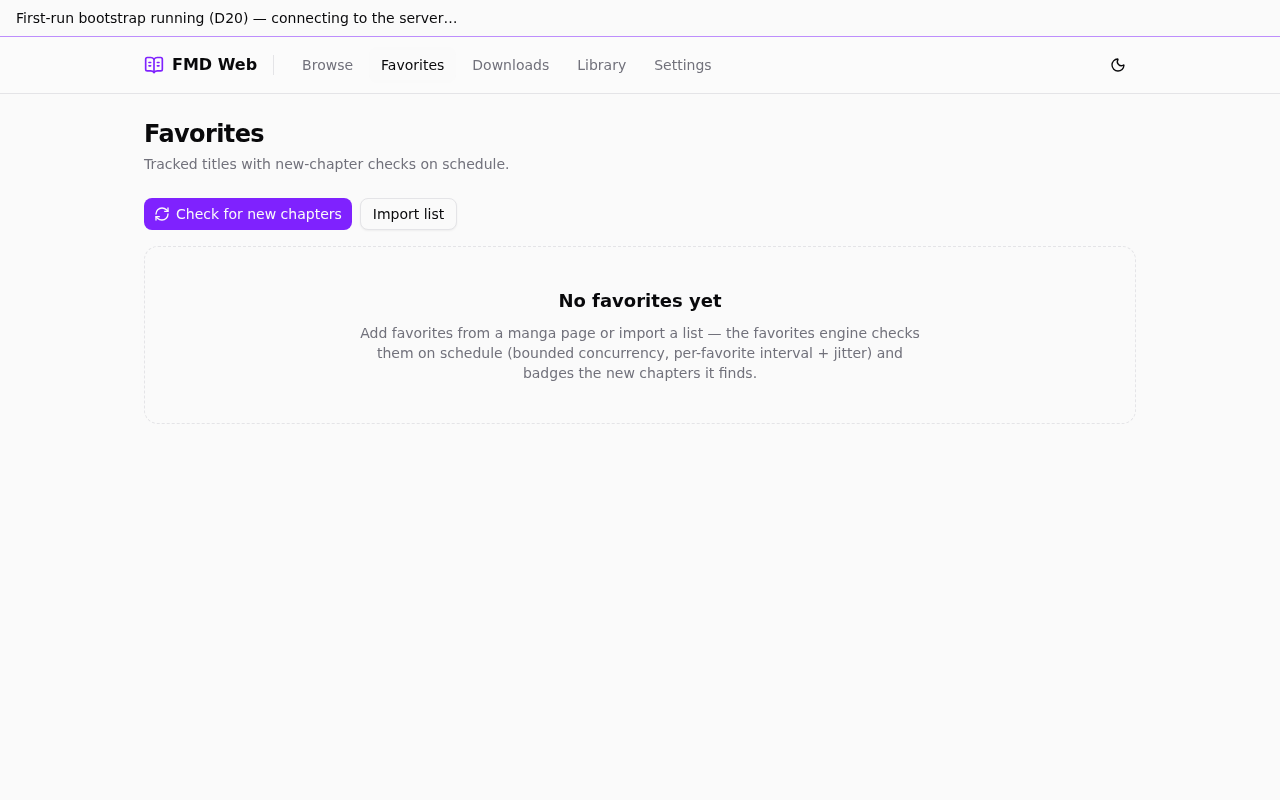 First-run bootstrap running (D20) — connecting to the server…
FMD Web
Browse
Favorites
Downloads
Library
Settings
Favorites
Tracked titles with new-chapter checks on schedule.
Check for new chapters
Import list
No favorites yet
Add favorites from a manga page or import a list — the favorites engine checks
them on schedule (bounded concurrency, per-favorite interval + jitter) and
badges the new chapters it finds.